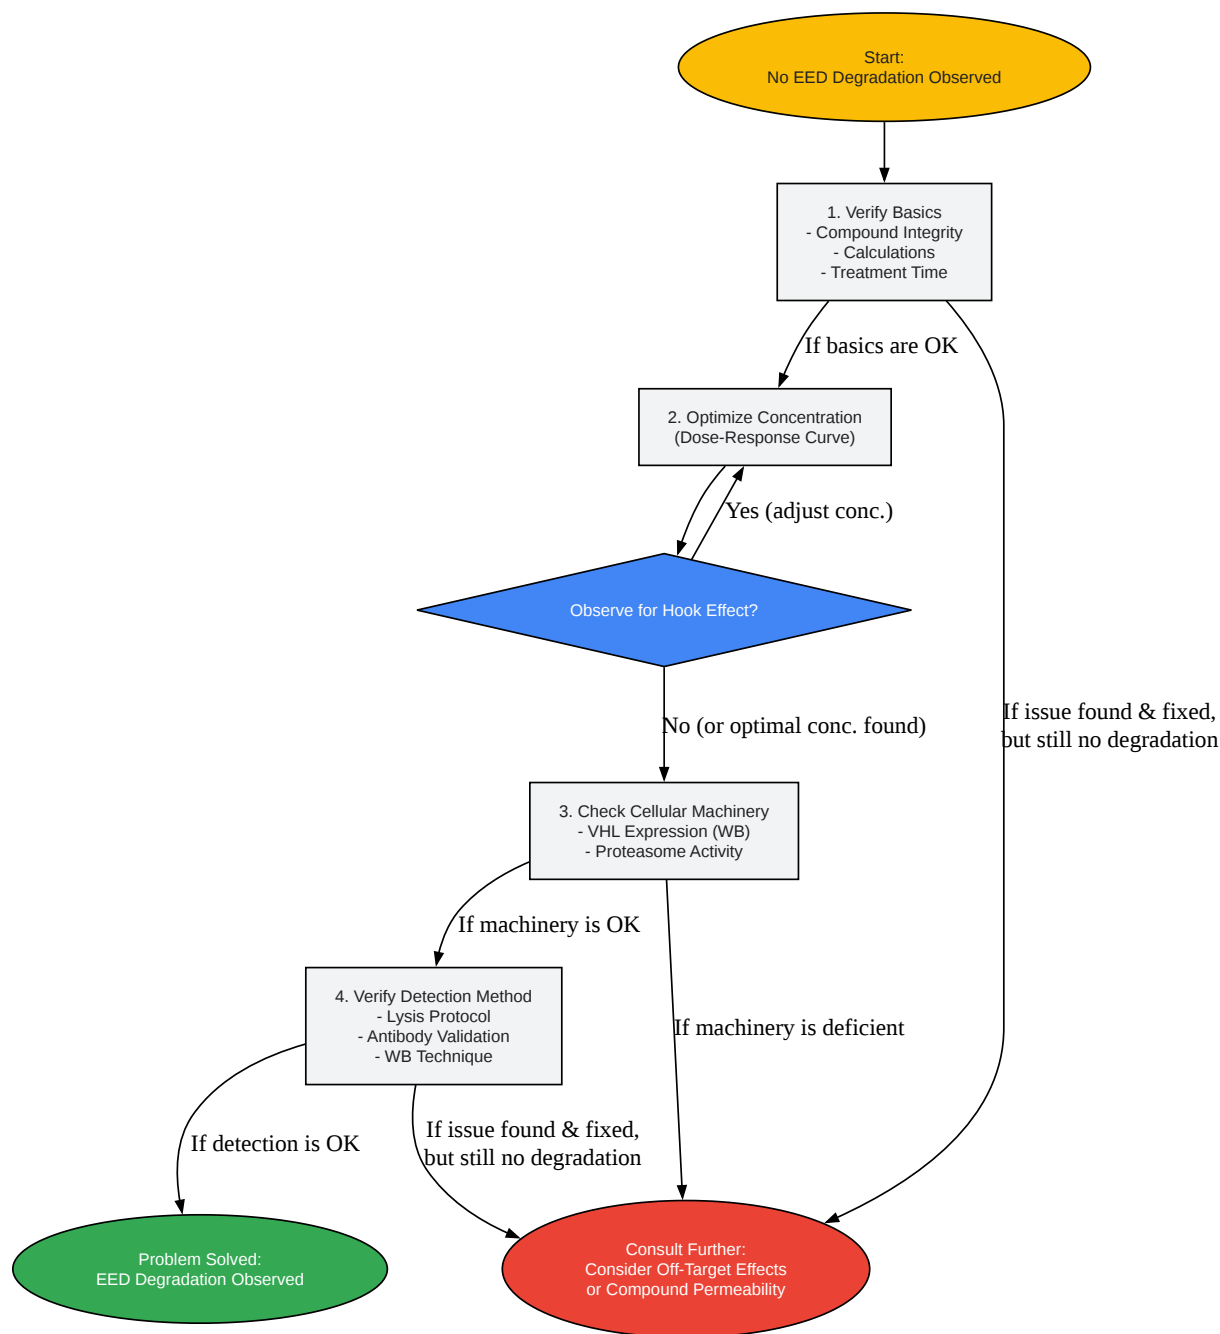 Start:
No EED Degradation Observed
1. Verify Basics
- Compound Integrity
- Calculations
- Treatment Time
If basics are OK
2. Optimize Concentration
(Dose-Response Curve)
Yes (adjust conc.)
Observe for Hook Effect?
No (or optimal conc. found)
If issue found & fixed,
but still no degradation
3. Check Cellular Machinery
- VHL Expression (WB)
- Proteasome Activity
If machinery is OK
4. Verify Detection Method
- Lysis Protocol
- Antibody Validation
- WB Technique
If machinery is deficient
If detection is OK
If issue found & fixed,
but still no degradation
Problem Solved:
EED Degradation Observed
Consult Further:
Consider Off-Target Effects
or Compound Permeability